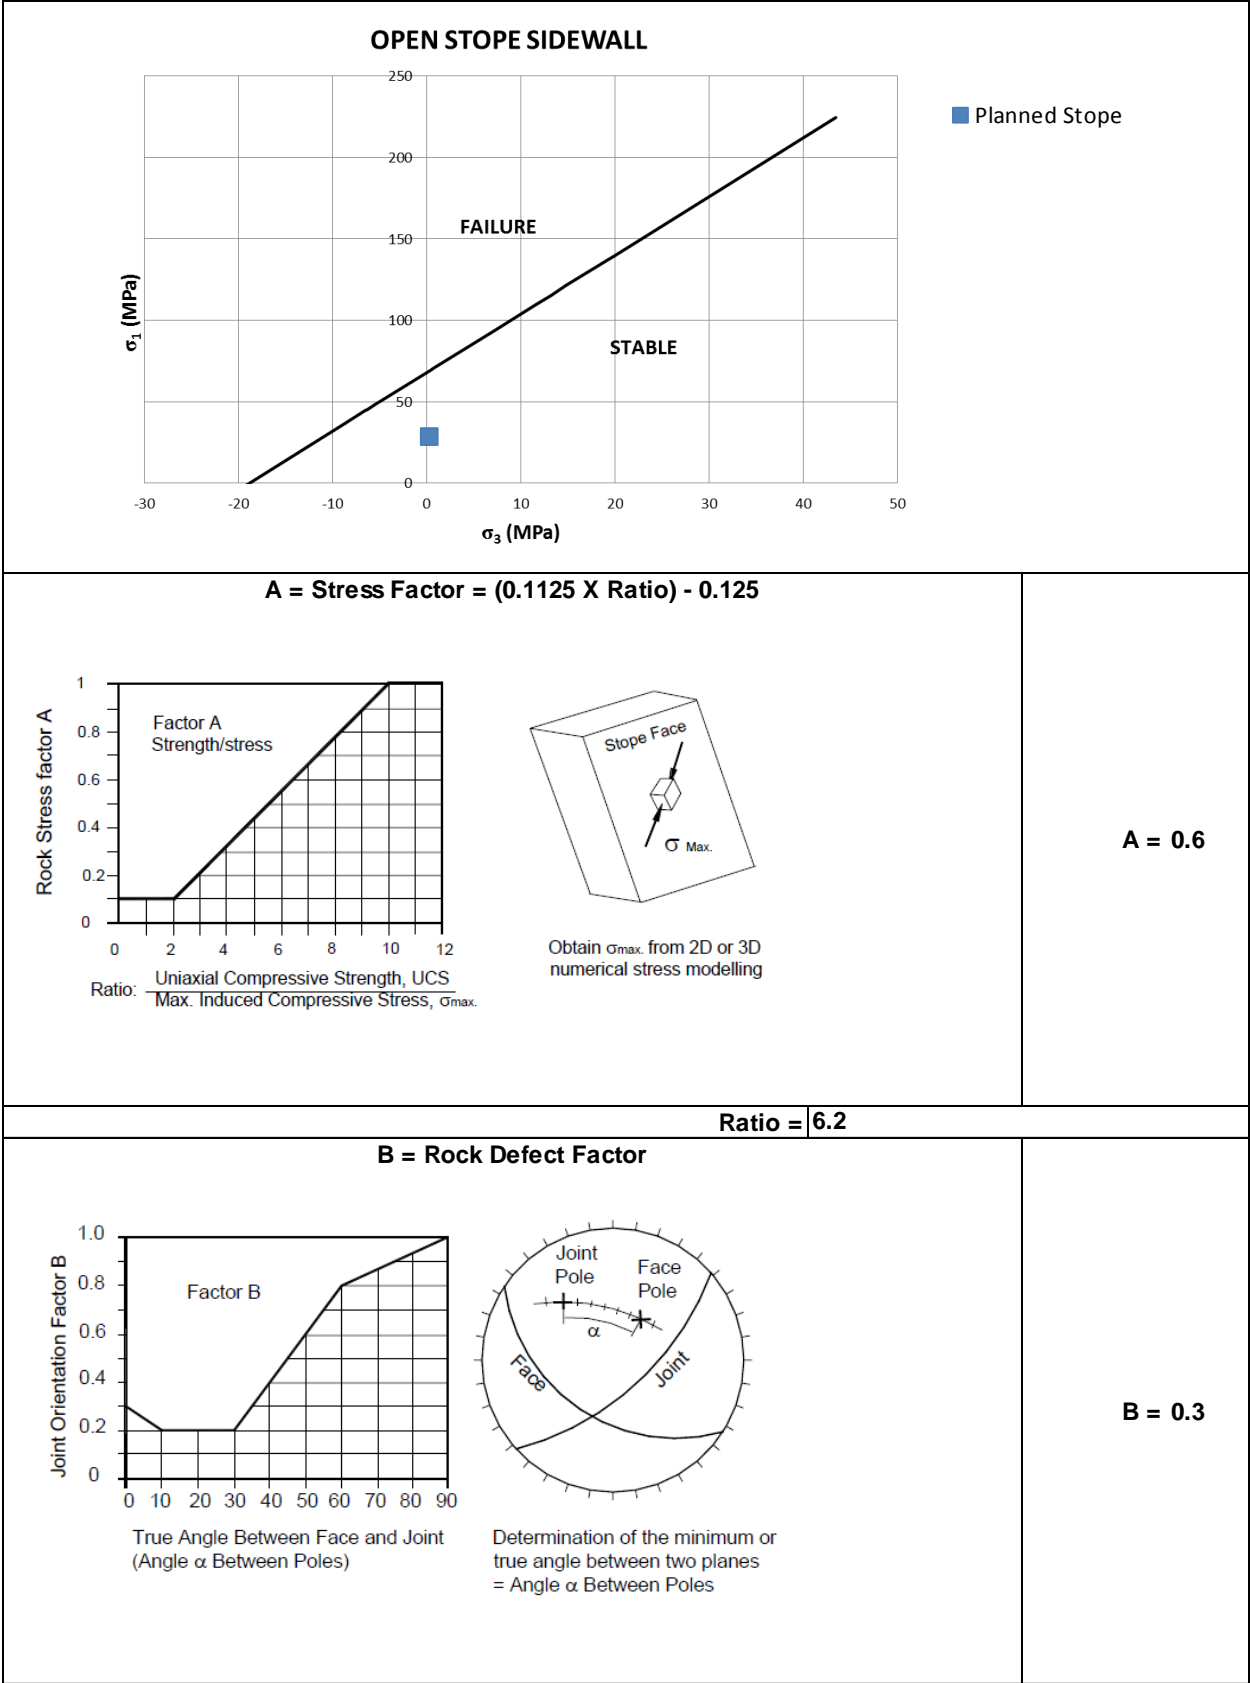 OPEN STOPE SIDEWALL
250
200
150
100
50
0
σ1 (MPa)
FAILURE
STABLE
Planned Stope
-30 -20 -10 0 10 20 30 40 50
σ3 (MPa)
A = Stress Factor = (0.1125 X Ratio) - 0.125
Rock Stress factor A
1
0.8
0.6
0.4
0.2
0
Factor A
Strength/stress
0 2 4 6 8 10 12
Ratio: Uniaxial Compressive Strength, UCS
Max. Induced Compressive Stress, σmax.
Stope Face
σ Max.
Obtain σmax. from 2D or 3D
numerical stress modelling
A = 0.6
Ratio = 6.2
B = Rock Defect Factor
Joint Orientation Factor B
1.0
0.8
0.6
0.4
0.2
0
Factor B
0 10 20 30 40 50 60 70 80 90
True Angle Between Face and Joint
(Angle α Between Poles)
Joint
Pole
Face
Pole
α
Face
Joint
Determination of the minimum or
true angle between two planes
= Angle α Between Poles
B = 0.3